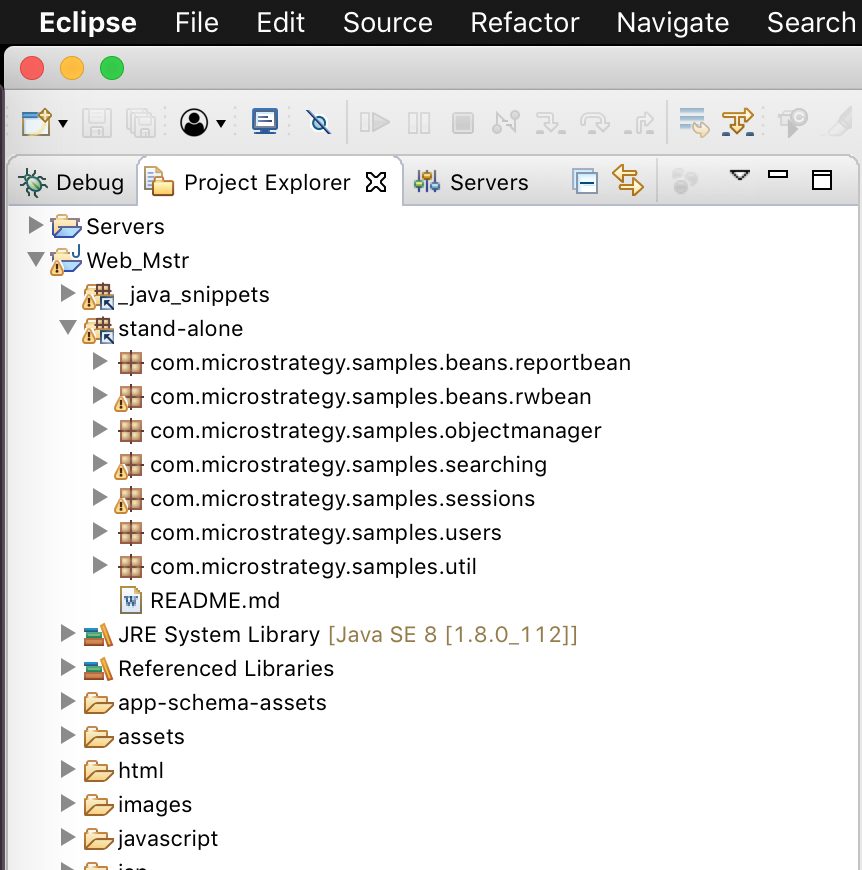 Eclipse File Edit Source Refactor Navigate Search
Debug Project Explorer Servers
Servers
Web_Mstr
_java_snippets
stand-alone
com.microstrategy.samples.beans.reportbean
com.microstrategy.samples.beans.rwbean
com.microstrategy.samples.objectmanager
com.microstrategy.samples.searching
com.microstrategy.samples.sessions
com.microstrategy.samples.users
com.microstrategy.samples.util
README.md
JRE System Library [Java SE 8 [1.8.0_112]]
Referenced Libraries
app-schema-assets
assets
html
images
javascript